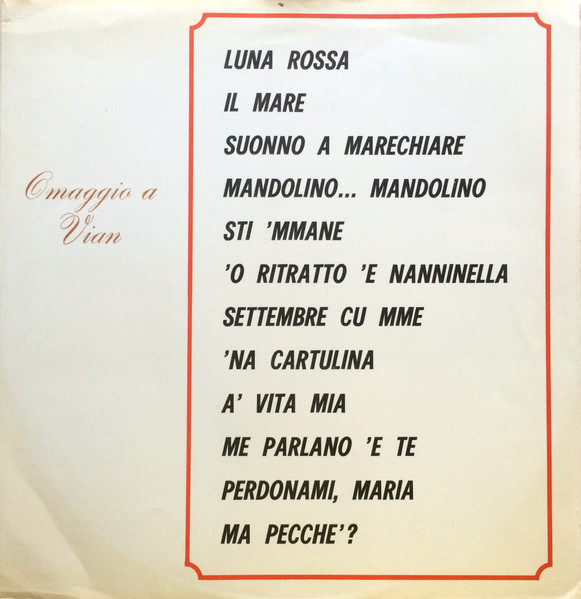 Omaggio a
Vian
LUNA ROSSA
IL MARE
SUONNO A MARECHIARE
MANDOLINO... MANDOLINO
STI 'MMANE
'O RITRATTO 'E NANNINELLA
SETTEMBRE CU MME
'NA CARTULINA
A' VITA MIA
ME PARLANO 'E TE
PERDONAMI, MARIA
MA PECCHE'?